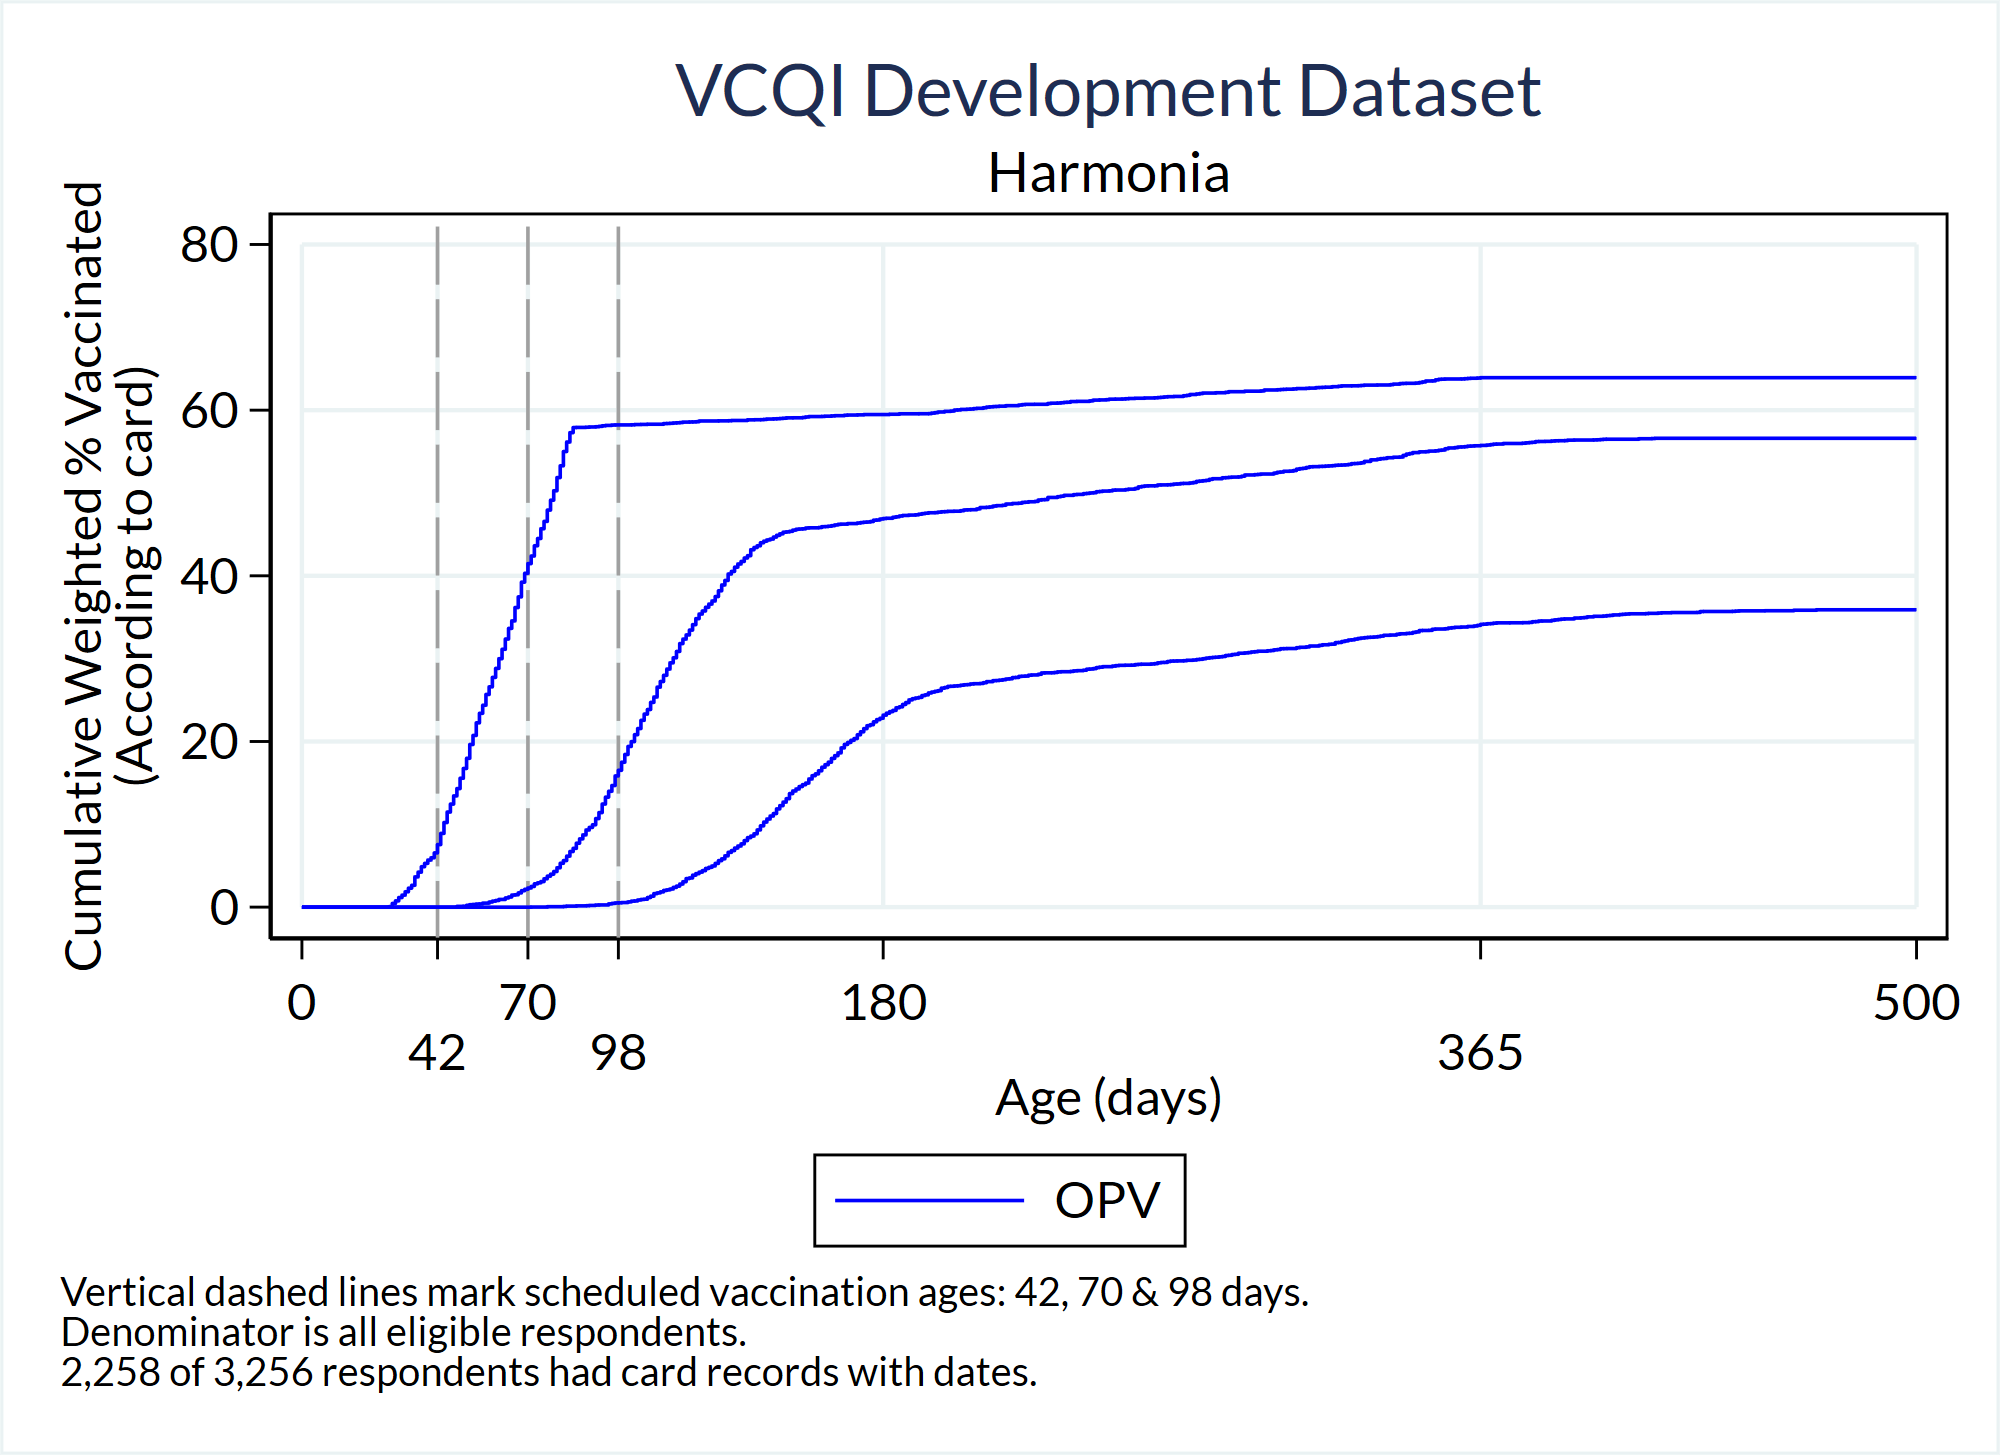 VCQI Development Dataset
Harmonia
Cumulative Weighted % Vaccinated
(According to card)
80
60
40
20
0
0
70
180
500
42
98
365
Age (days)
OPV
Vertical dashed lines mark scheduled vaccination ages: 42, 70 & 98 days.
Denominator is all eligible respondents.
2,258 of 3,256 respondents had card records with dates.